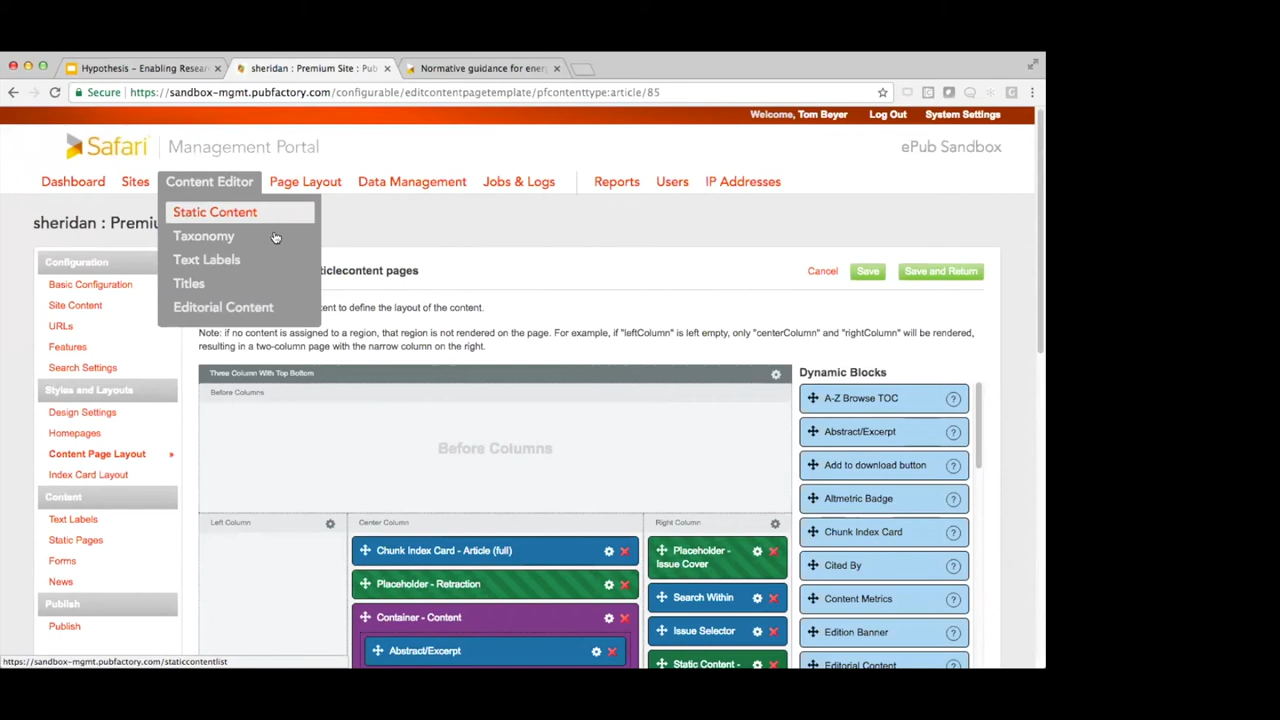 Hypothesis – Enabling Resear
sheridan : Premium Site : Pub
Normative guidance for ener
Secure
https://sandbox-mgmt.pubfactory.com/configurable/editcontentpagetemplate/pfcontenttype:article/85
Welcome, Tom Beyer
Log Out
System Settings
Safari
Management Portal
ePub Sandbox
Dashboard
Sites
Content Editor
Page Layout
Data Management
Jobs & Logs
Reports
Users
IP Addresses
Static Content
Taxonomy
Text Labels
Titles
Editorial Content
sheridan : Premiu
Configuration
Basic Configuration
Site Content
URLs
Features
Search Settings
Styles and Layouts
Design Settings
Homepages
Content Page Layout »
Index Card Layout
Content
Text Labels
Static Pages
Forms
News
Publish
Publish
ticlecontent pages
Cancel
Save
Save and Return
ent to define the layout of the content.
Note: if no content is assigned to a region, that region is not rendered on the page. For example, if "leftColumn" is left empty, only "centerColumn" and "rightColumn" will be rendered,
resulting in a two-column page with the narrow column on the right.
Three Column With Top Bottom
Before Columns
Before Columns
Left Column
Center Column
Chunk Index Card - Article (full)
Placeholder - Retraction
Container - Content
Abstract/Excerpt
Right Column
Placeholder -
Issue Cover
Search Within
Issue Selector
Static Content -
Dynamic Blocks
A-Z Browse TOC ?
Abstract/Excerpt ?
Add to download button ?
Altmetric Badge ?
Chunk Index Card ?
Cited By ?
Content Metrics ?
Edition Banner ?
Editorial Content ?
https://sandbox-mgmt.pubfactory.com/staticcontentlist